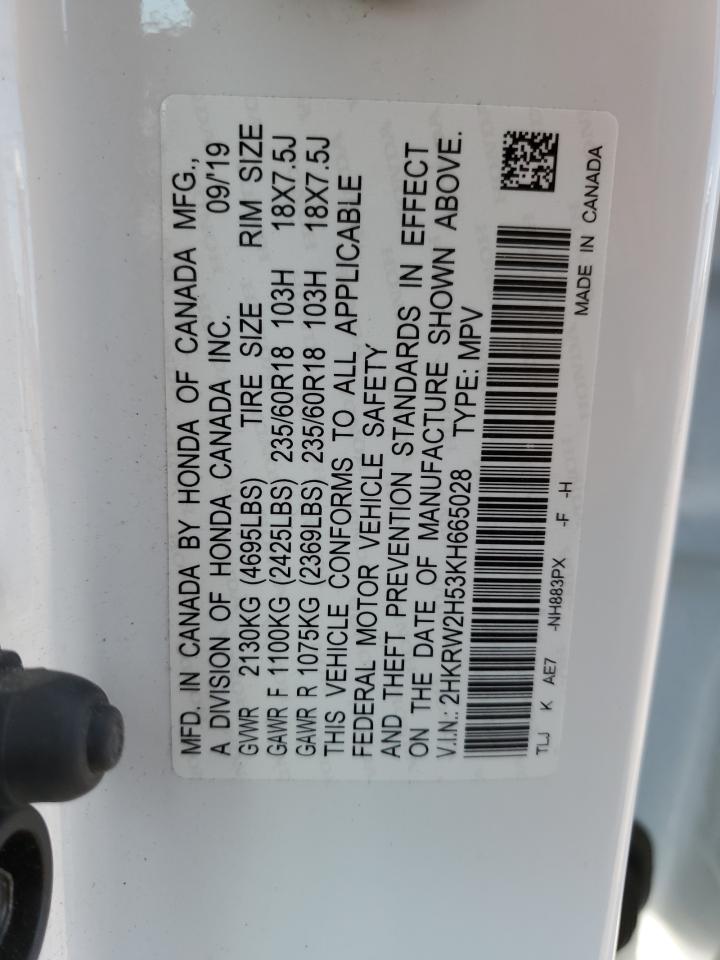 MFD. IN CANADA BY HONDA OF CANADA MFG.,
A DIVISION OF HONDA CANADA INC. 09/'19
GVWR 2130KG (4695LBS) TIRE SIZE RIM SIZE
GAWR F 1100KG (2425LBS) 235/60R18 103H 18X7.5J
GAWR R 1075KG (2369LBS) 235/60R18 103H 18X7.5J
THIS VEHICLE CONFORMS TO ALL APPLICABLE
FEDERAL MOTOR VEHICLE SAFETY
AND THEFT PREVENTION STANDARDS IN EFFECT
ON THE DATE OF MANUFACTURE SHOWN ABOVE.
V.I.N.: 2HKRW2H53KH665028 TYPE: MPV
TLJ K AE7 -NH883PX -F -H
MADE IN CANADA